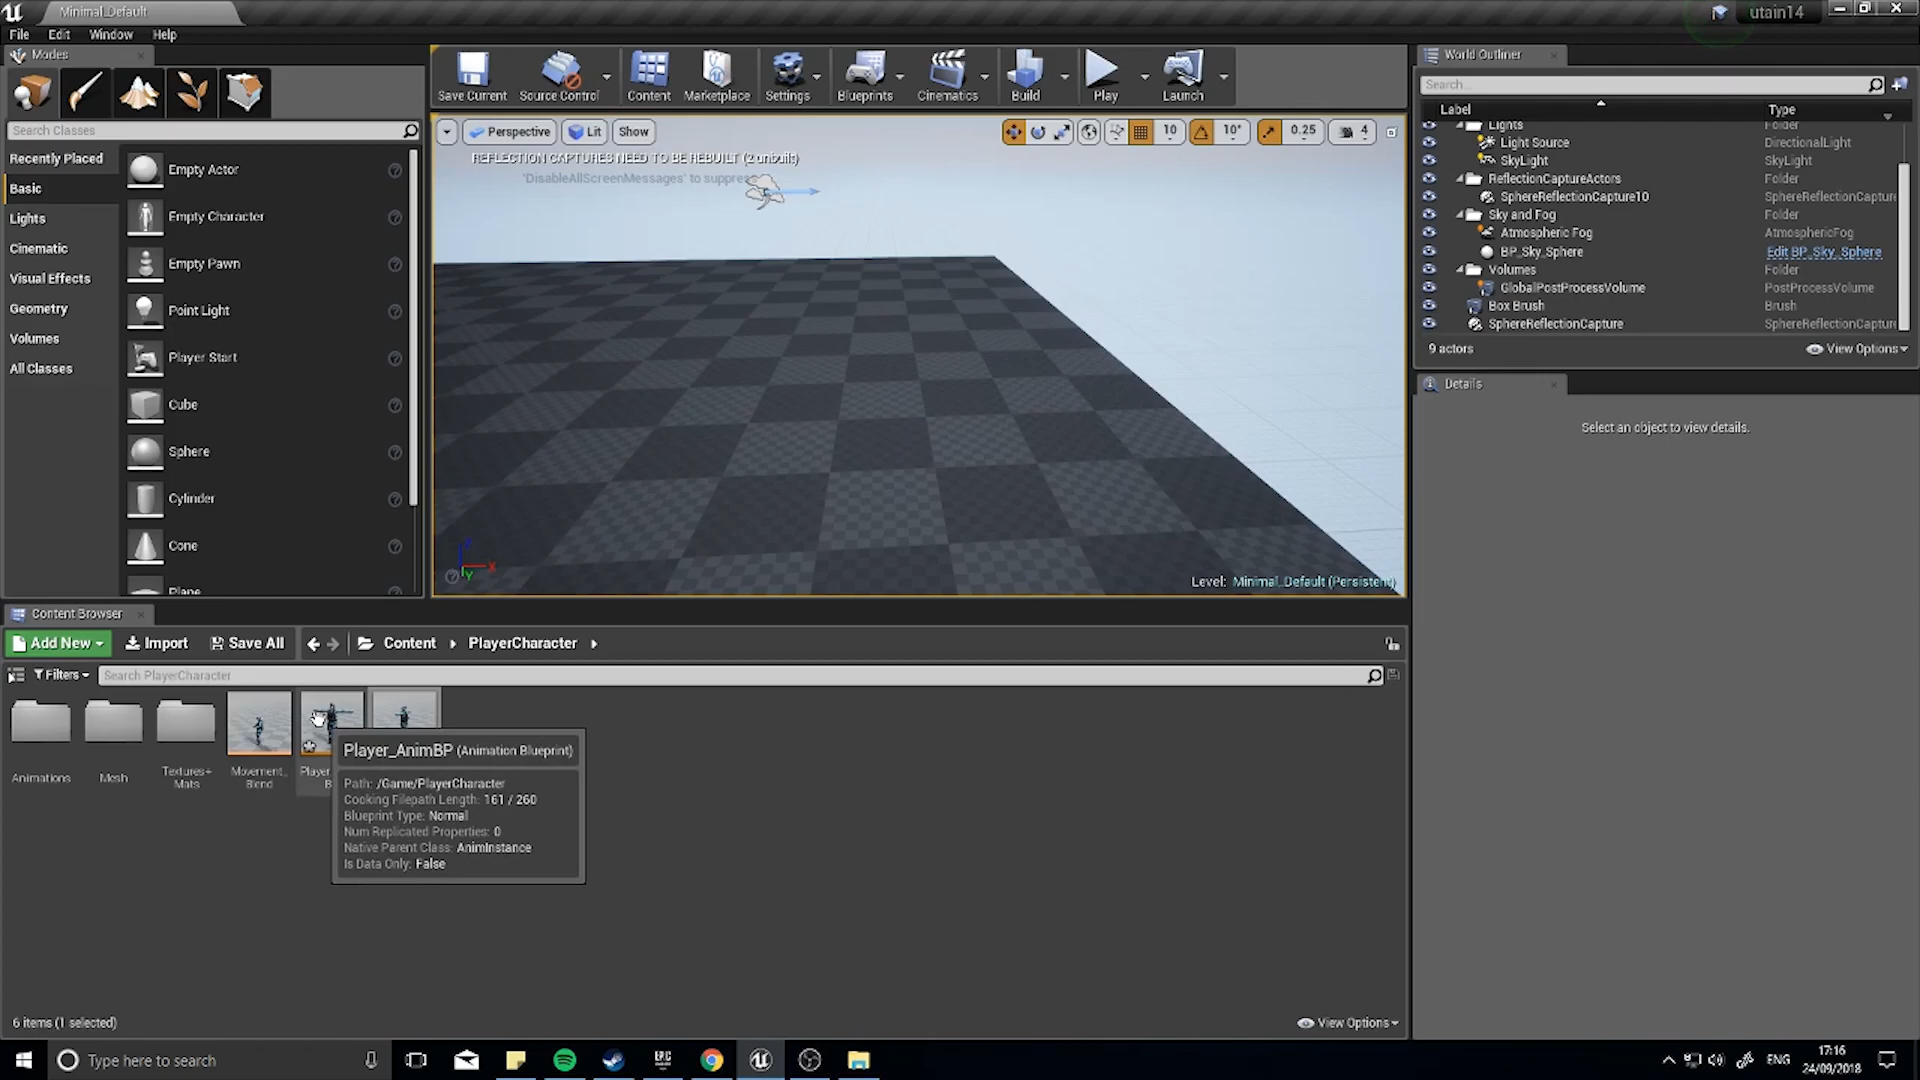 Minimal_Default
utain14
File Edit Window Help
Modes
Search Classes
Recently Placed
Basic
Lights
Cinematic
Visual Effects
Geometry
Volumes
All Classes
Empty Actor
Empty Character
Empty Pawn
Point Light
Player Start
Cube
Sphere
Cylinder
Cone
Plane
Save Current
Source Control
Content
Marketplace
Settings
Blueprints
Cinematics
Build
Play
Launch
Perspective Lit Show
10 10° 0.25 4
REFLECTION CAPTURES NEED TO BE REBUILT (2 unbuilt)
'DisableAllScreenMessages' to suppress
Z
X
Y
Level: Minimal_Default (Persistent)
World Outliner
Search...
Label Type
Lights Folder
Light Source DirectionalLight
SkyLight SkyLight
ReflectionCaptureActors Folder
SphereReflectionCapture10 SphereReflectionCapture
Sky and Fog Folder
Atmospheric Fog AtmosphericFog
BP_Sky_Sphere Edit BP_Sky_Sphere
Volumes Folder
GlobalPostProcessVolume PostProcessVolume
Box Brush Brush
SphereReflectionCapture SphereReflectionCapture
9 actors View Options
Details
Select an object to view details.
Content Browser
Add New Import Save All Content PlayerCharacter
Filters Search PlayerCharacter
Animations
Mesh
Textures+
Mats
Movement_
Blend
Player
B
Player_AnimBP (Animation Blueprint)
Path: /Game/PlayerCharacter
Cooking Filepath Length: 161 / 260
Blueprint Type: Normal
Num Replicated Properties: 0
Native Parent Class: AnimInstance
Is Data Only: False
6 items (1 selected)
View Options
Type here to search
EPIC
ENG
17:16
24/09/2018